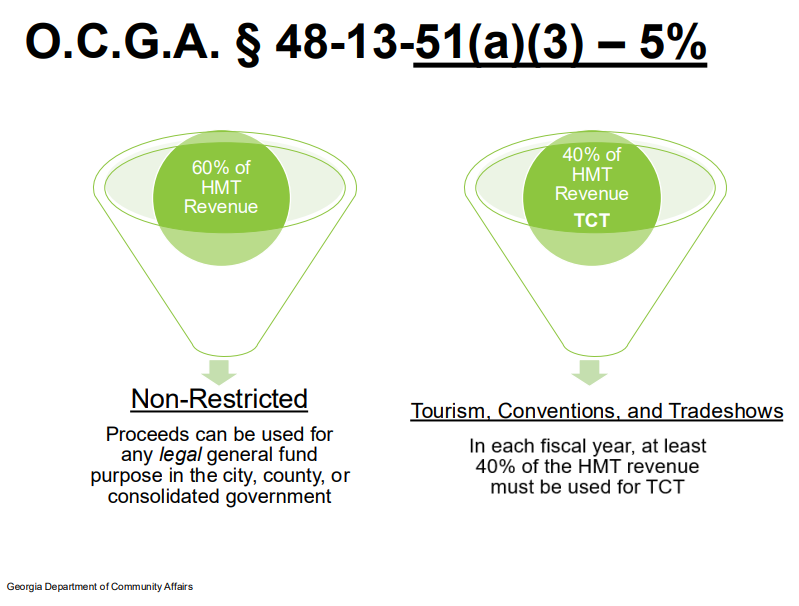 O.C.G.A. § 48-13-51(a)(3) – 5%
60% of
HMT
Revenue
40% of
HMT
Revenue
TCT
Non-Restricted
Proceeds can be used for
any legal general fund
purpose in the city, county, or
consolidated government
Tourism, Conventions, and Tradeshows
In each fiscal year, at least
40% of the HMT revenue
must be used for TCT
Georgia Department of Community Affairs